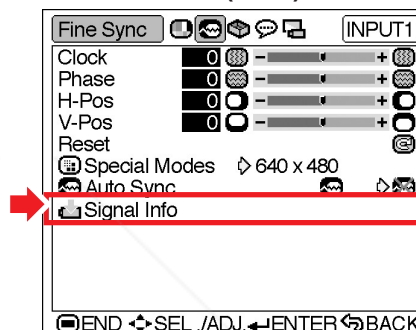 Fine Sync INPUT1
Clock 0 - +
Phase 0 - +
H-Pos 0 - +
V-Pos 0 - +
Reset
Special Modes 640 x 480
Auto Sync
Signal Info
END SEL./ADJ. ENTER BACK